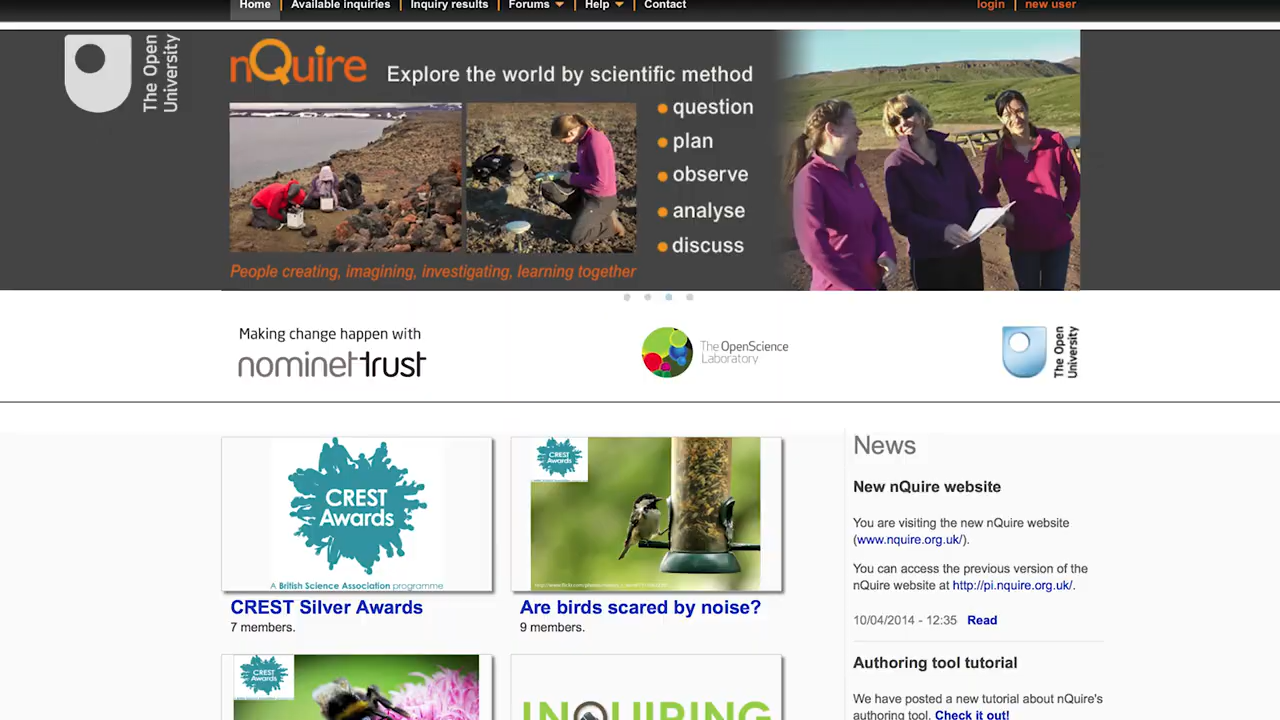 Home | Available inquiries | Inquiry results | Forums | Help | Contact
login | new user
The Open
University
nQuire
Explore the world by scientific method
question
plan
observe
analyse
discuss
People creating, imagining, investigating, learning together
Making change happen with
nominettrust
The OpenScience
Laboratory
The Open
University
CREST
Awards
A British Science Association programme
CREST Silver Awards
7 members.
CREST
Awards
Are birds scared by noise?
9 members.
CREST
Awards
INQUIRING
News
New nQuire website
You are visiting the new nQuire website
(www.nquire.org.uk/).
You can access the previous version of the
nQuire website at http://pi.nquire.org.uk/.
10/04/2014 - 12:35 Read
Authoring tool tutorial
We have posted a new tutorial about nQuire's
authoring tool. Check it out!